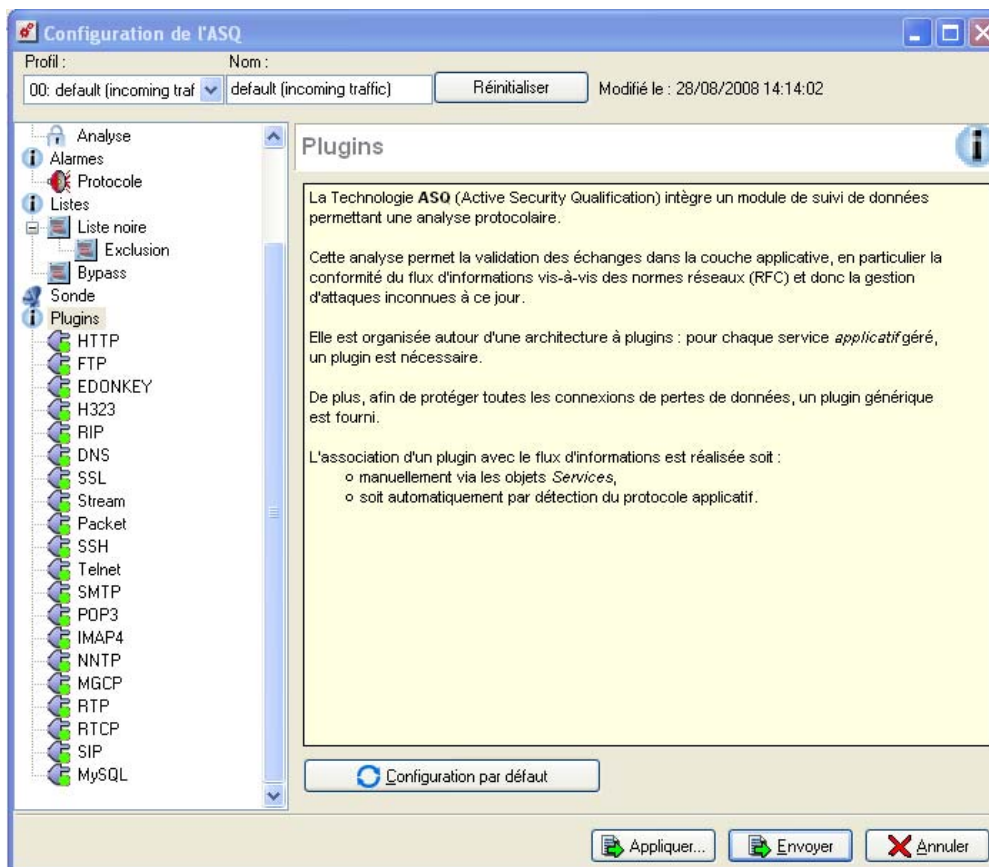 Configuration de l'ASQ
Profil :
Nom :
00: default (incoming traf
default (incoming traffic)
Réinitialiser
Modifié le : 28/08/2008 14:14:02
Analyse
Alarmes
Protocole
Listes
Liste noire
Exclusion
Bypass
Sonde
Plugins
HTTP
FTP
EDONKEY
H323
RIP
DNS
SSL
Stream
Packet
SSH
Telnet
SMTP
POP3
IMAP4
NNTP
MGCP
RTP
RTCP
SIP
MySQL
Plugins
La Technologie ASQ (Active Security Qualification) intègre un module de suivi de données
permettant une analyse protocolaire.
Cette analyse permet la validation des échanges dans la couche applicative, en particulier la
conformité du flux d'informations vis-à-vis des normes réseaux (RFC) et donc la gestion
d'attaques inconnues à ce jour.
Elle est organisée autour d'une architecture à plugins : pour chaque service applicatif géré,
un plugin est nécessaire.
De plus, afin de protéger toutes les connexions de pertes de données, un plugin générique
est fourni.
L'association d'un plugin avec le flux d'informations est réalisée soit :
o manuellement via les objets Services,
o soit automatiquement par détection du protocole applicatif.
Configuration par défaut
Appliquer...
Envoyer
Annuler